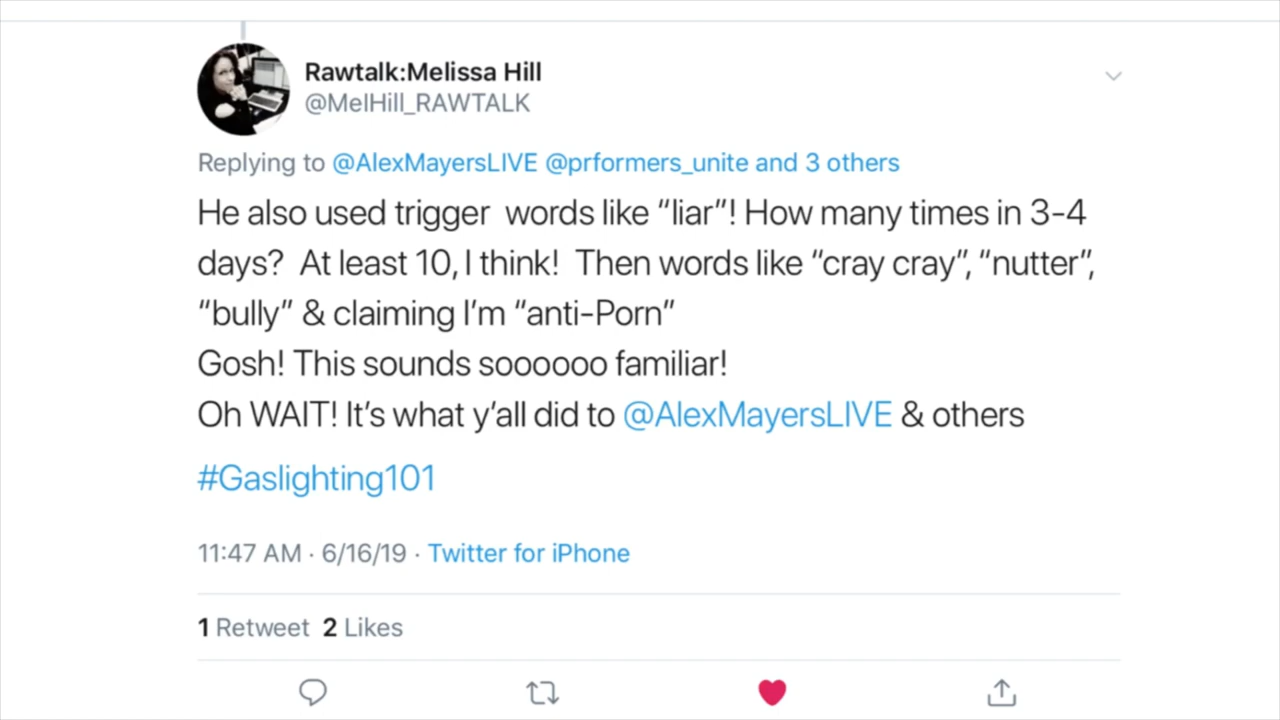 Rawtalk:Melissa Hill
@MelHill_RAWTALK
Replying to @AlexMayersLIVE @prformers_unite and 3 others
He also used trigger  words like “liar”! How many times in 3-4
days?  At least 10, I think!  Then words like “cray cray”, “nutter”,
“bully” & claiming I’m “anti-Porn”
Gosh! This sounds soooooo familiar!
Oh WAIT! It’s what y’all did to @AlexMayersLIVE & others
#Gaslighting101
11:47 AM · 6/16/19 · Twitter for iPhone
1 Retweet  2 Likes